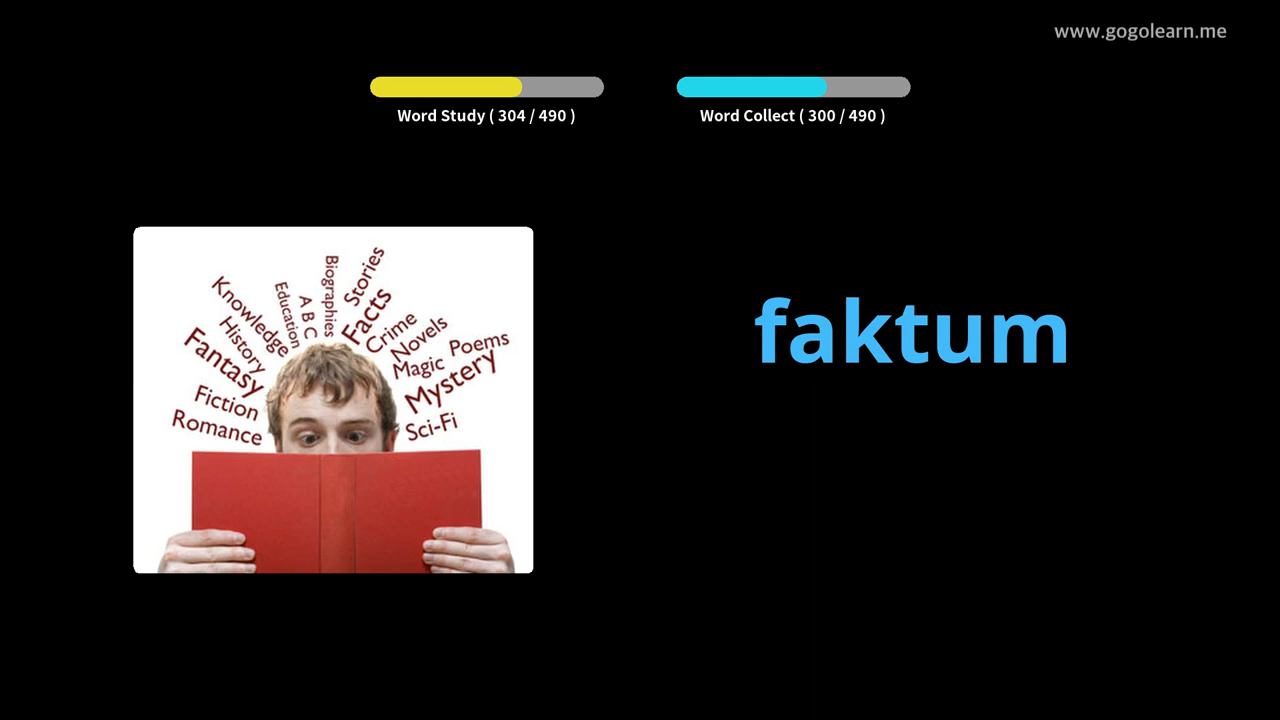 www.gogolearn.me
Word Study ( 304 / 490 )
Word Collect ( 300 / 490 )
Biographies
Stories
Education
A B C
Facts
Knowledge
Crime
History
Novels
Poems
Fantasy
Magic
Mystery
Fiction
Romance
Sci-Fi
faktum